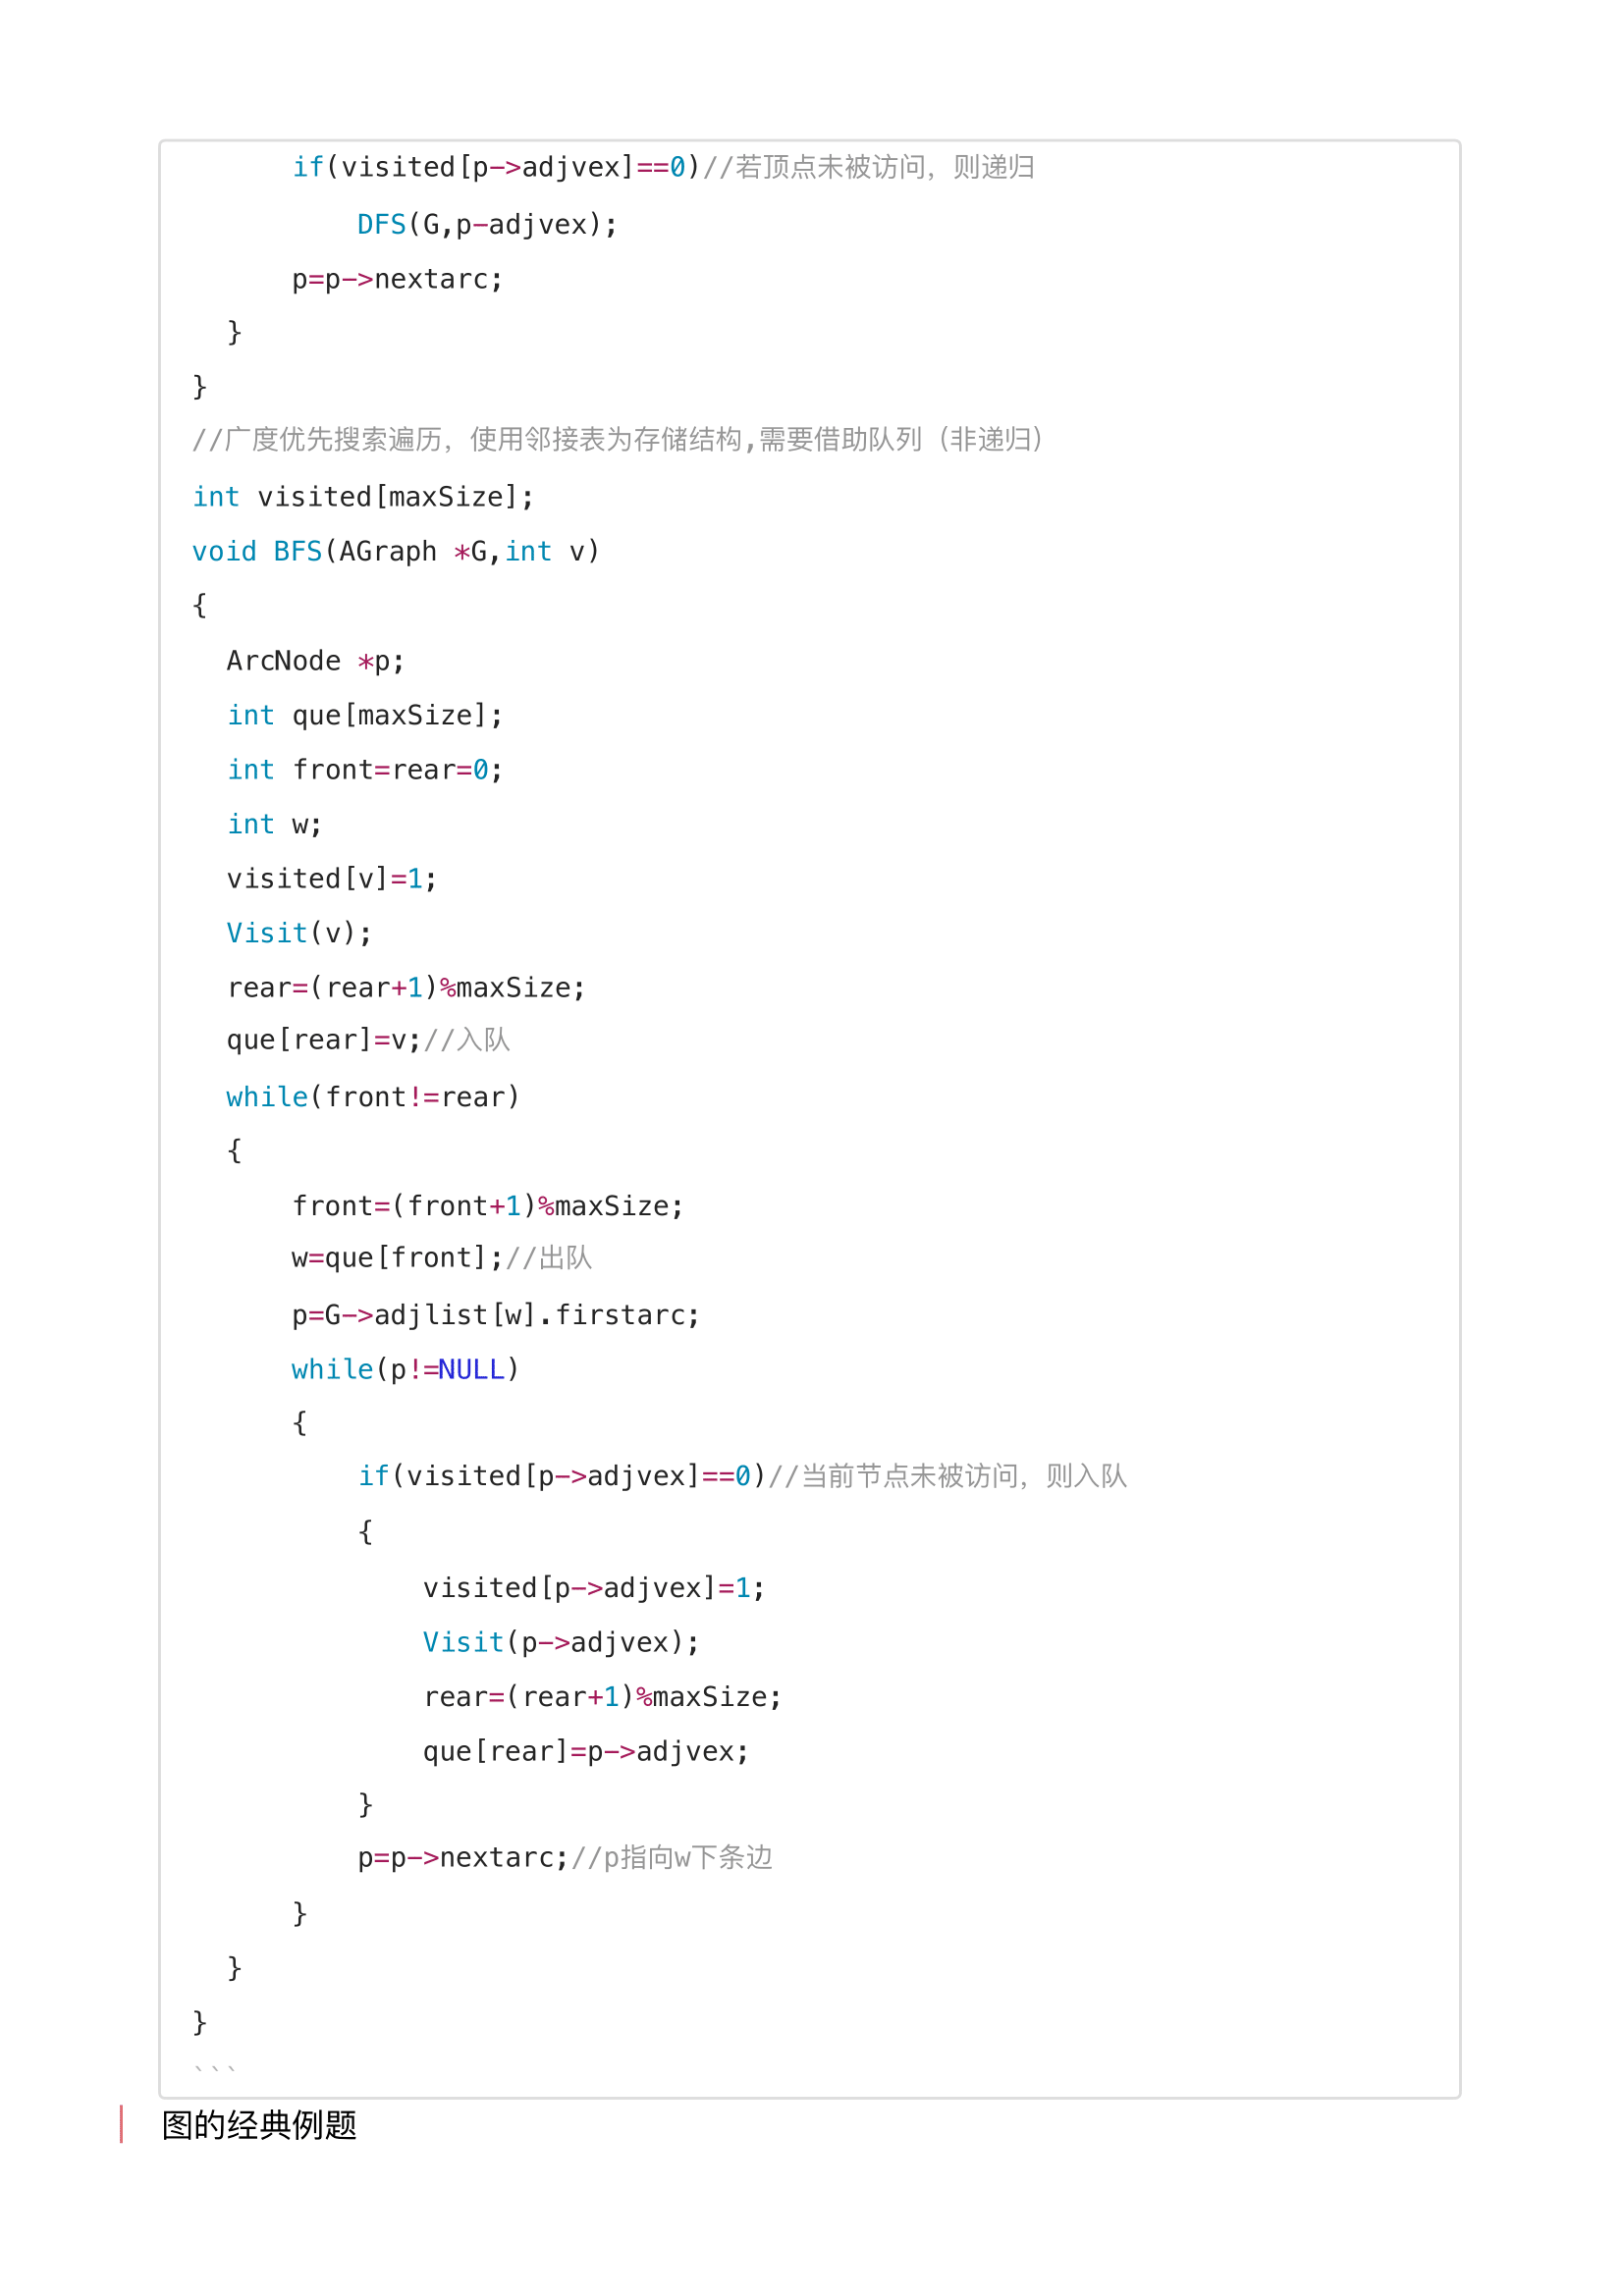 if(visited[p->adjvex]==0)//若顶点未被访问，则递归
DFS(G,p-adjvex);
p=p->nextarc;
}
}
//广度优先搜索遍历，使用邻接表为存储结构,需要借助队列（非递归）
int visited[maxSize];
void BFS(AGraph *G,int v)
{
ArcNode *p;
int que[maxSize];
int front=rear=0;
int w;
visited[v]=1;
Visit(v);
rear=(rear+1)%maxSize;
que[rear]=v;//入队
while(front!=rear)
{
front=(front+1)%maxSize;
w=que[front];//出队
p=G->adjlist[w].firstarc;
while(p!=NULL)
{
if(visited[p->adjvex]==0)//当前节点未被访问，则入队
{
visited[p->adjvex]=1;
Visit(p->adjvex);
rear=(rear+1)%maxSize;
que[rear]=p->adjvex;
}
p=p->nextarc;//p指向w下条边
}
}
}
```
图的经典例题